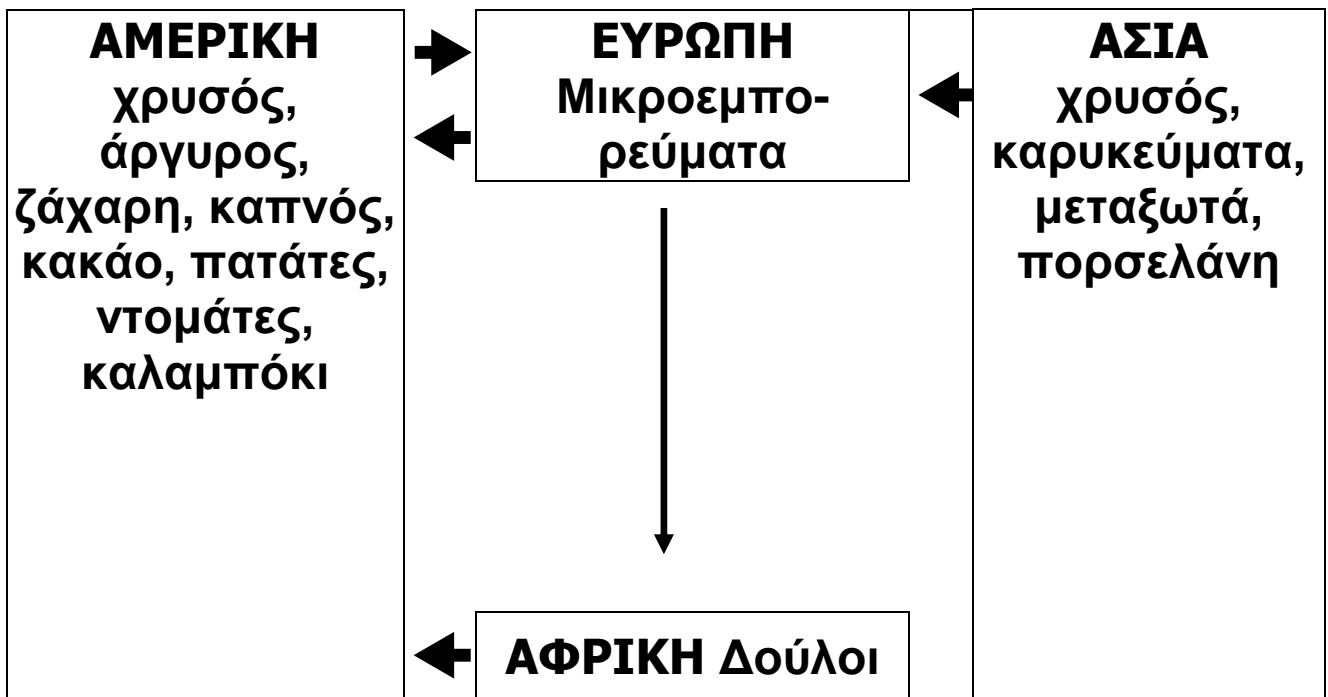 ΑΜΕΡΙΚΗ
χρυσός,
άργυρος,
ζάχαρη, καπνός,
κακάο, πατάτες,
ντομάτες,
καλαμπόκι
ΕΥΡΩΠΗ
Μικροεμπο-
ρεύματα
ΑΣΙΑ
χρυσός,
καρυκεύματα,
μεταξωτά,
πορσελάνη
ΑΦΡΙΚΗ Δούλοι